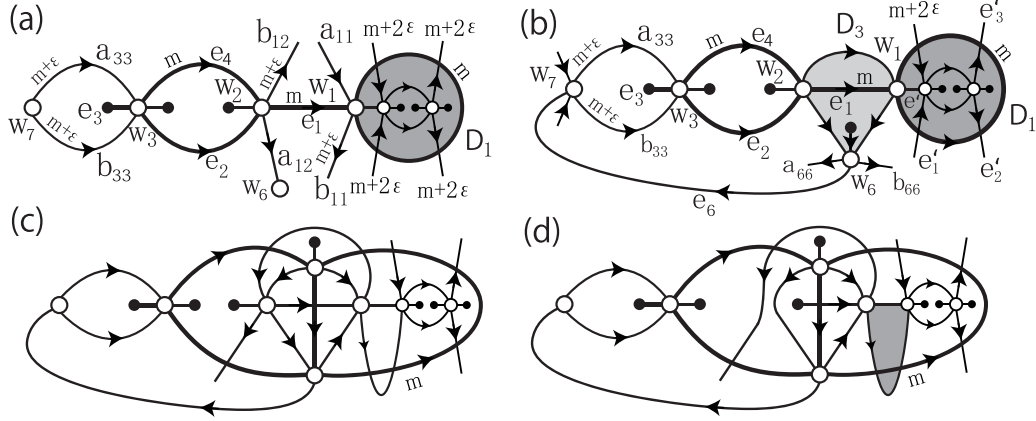 (a)
m+ε
a33
m
e4
b12
m+ε
a11
m+2ε
m+2ε
m
w7
e3
w3
w2
m
w1
e1
D1
m+ε
b33
e2
a12
w6
m+ε
b11
m+2ε
m+2ε
(b)
D3
m+2ε
e'3
m+ε
a33
m
e4
w7
e3
w3
w2
m
w1
e1
e'
m
D1
m+ε
b33
e2
a66
w6
b66
e'1
e'2
e6
(c)
m
(d)
m